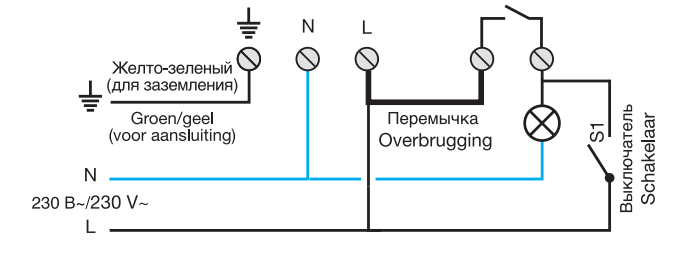 N
L
Желто-зеленый
(для заземления)
Groen/geel
(voor aansluiting)
Перемычка
Overbrugging
S1
Выключатель
Schakelaar
N
230 В~/230 V~
L